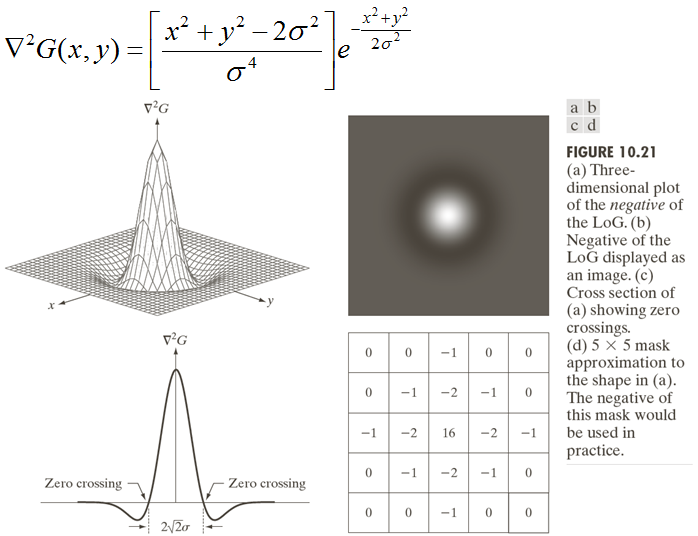 ∇²G(x, y) = [ (x² + y² − 2σ²) / σ⁴ ] e^(−(x²+y²)/(2σ²))
∇²G
x
y
a b
c d
FIGURE 10.21
(a) Three-
dimensional plot
of the negative of
the LoG. (b)
Negative of the
LoG displayed as
an image. (c)
Cross section of
(a) showing zero
crossings.
(d) 5 × 5 mask
approximation to
the shape in (a).
The negative of
this mask would
be used in
practice.
∇²G
Zero crossing
Zero crossing
2√2σ
0 0 −1 0 0
0 −1 −2 −1 0
−1 −2 16 −2 −1
0 −1 −2 −1 0
0 0 −1 0 0